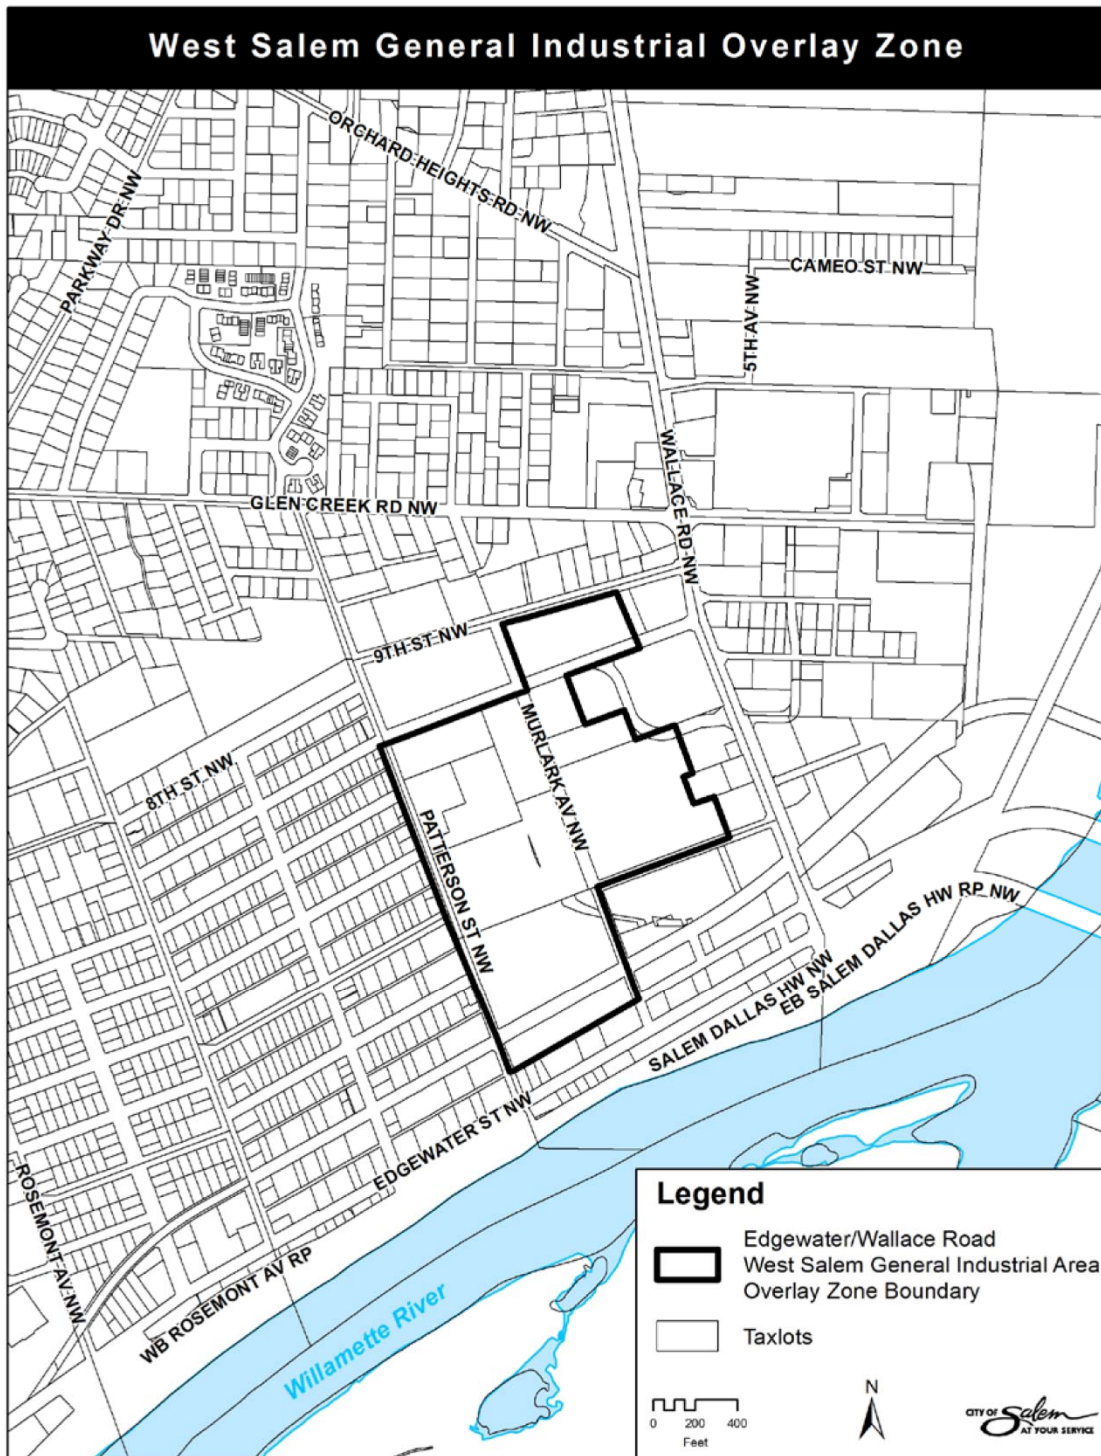 West Salem General Industrial Overlay Zone
ORCHARD HEIGHTS RD NW
PARKWAY DR NW
CAMEO ST NW
5TH AV NW
WALLACE RD NW
GLEN CREEK RD NW
9TH ST NW
MURLARK AV NW
8TH ST NW
PATTERSON ST NW
SALEM DALLAS HW NW
EB SALEM DALLAS HW RP NW
EDGEWATER ST NW
ROSEMONT AV NW
WB ROSEMONT AV RP
Willamette River
Legend
Edgewater/Wallace Road
West Salem General Industrial Area
Overlay Zone Boundary
Taxlots
0 200 400
Feet
N
CITY OF Salem
AT YOUR SERVICE